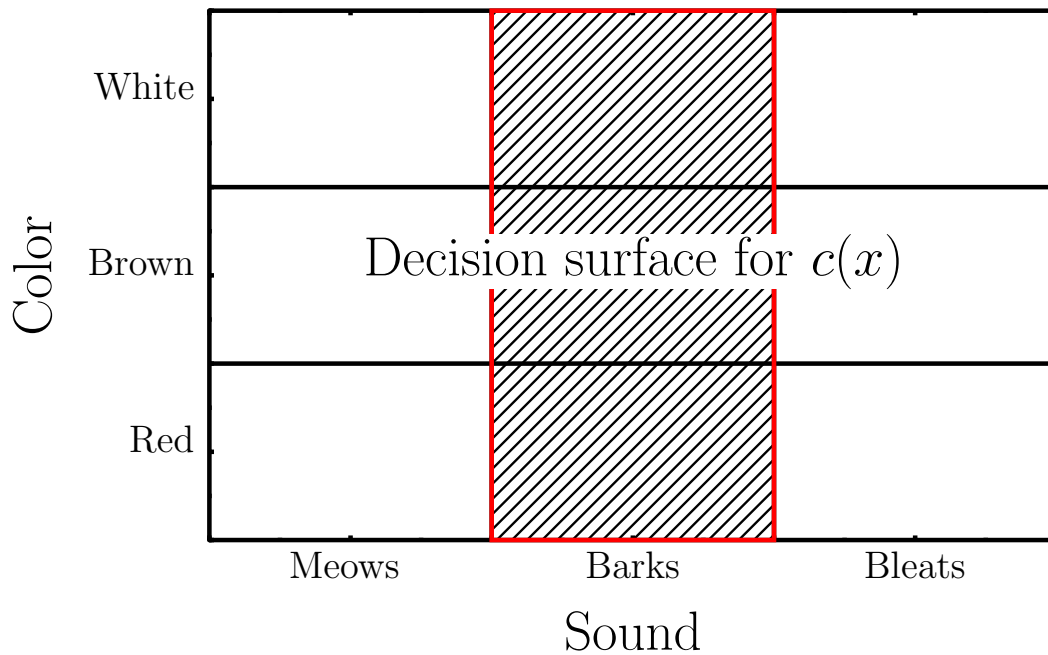 White
Color
Brown
Decision surface for c(x)
Red
Meows
Barks
Bleats
Sound